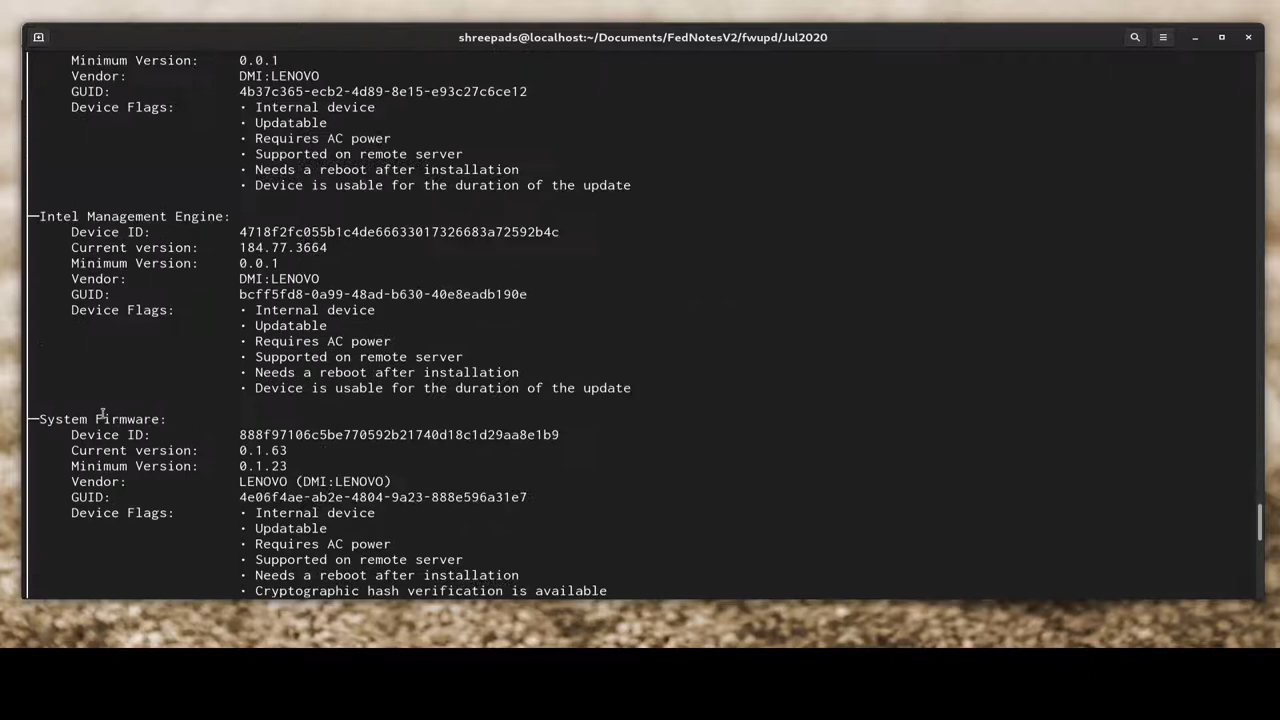 shreepads@localhost:~/Documents/FedNotesV2/fwupd/Jul2020
Minimum Version: 0.0.1
Vendor: DMI:LENOVO
GUID: 4b37c365-ecb2-4d89-8e15-e93c27c6ce12
Device Flags: • Internal device
• Updatable
• Requires AC power
• Supported on remote server
• Needs a reboot after installation
• Device is usable for the duration of the update
─Intel Management Engine:
Device ID: 4718f2fc055b1c4de66633017326683a72592b4c
Current version: 184.77.3664
Minimum Version: 0.0.1
Vendor: DMI:LENOVO
GUID: bcff5fd8-0a99-48ad-b630-40e8eadb190e
Device Flags: • Internal device
• Updatable
• Requires AC power
• Supported on remote server
• Needs a reboot after installation
• Device is usable for the duration of the update
─System Firmware:
Device ID: 888f97106c5be770592b21740d18c1d29aa8e1b9
Current version: 0.1.63
Minimum Version: 0.1.23
Vendor: LENOVO (DMI:LENOVO)
GUID: 4e06f4ae-ab2e-4804-9a23-888e596a31e7
Device Flags: • Internal device
• Updatable
• Requires AC power
• Supported on remote server
• Needs a reboot after installation
• Cryptographic hash verification is available